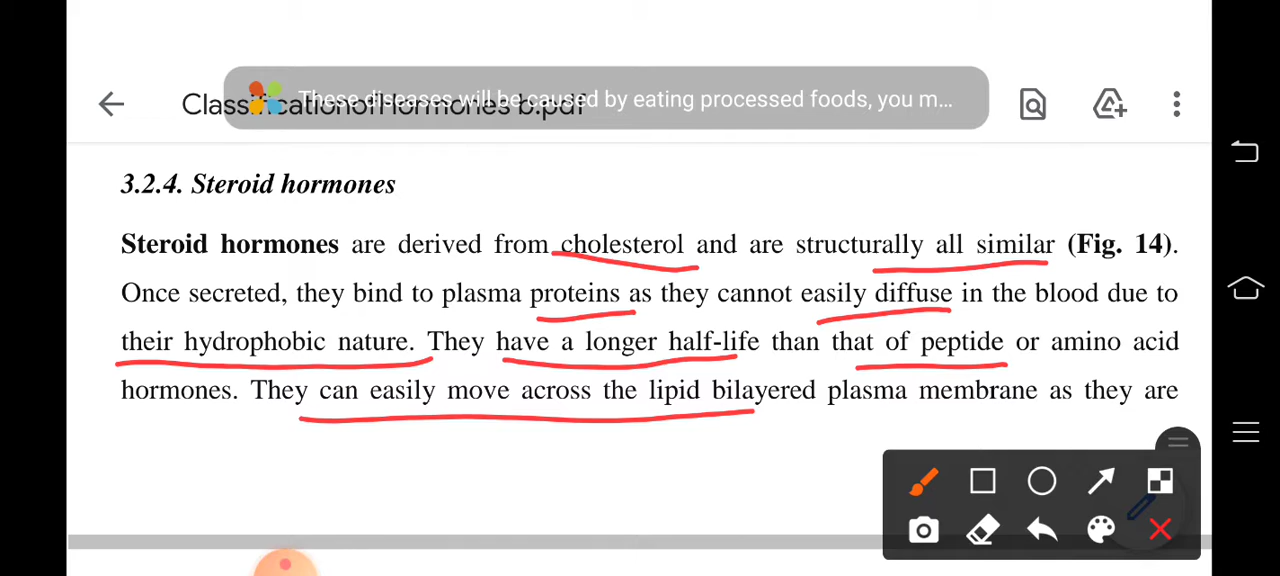 These diseases will be caused by eating processed foods, you m...
ClassificationofHormones b.pdf
3.2.4. Steroid hormones
Steroid hormones are derived from cholesterol and are structurally all similar (Fig. 14).
Once secreted, they bind to plasma proteins as they cannot easily diffuse in the blood due to
their hydrophobic nature. They have a longer half-life than that of peptide or amino acid
hormones. They can easily move across the lipid bilayered plasma membrane as they are